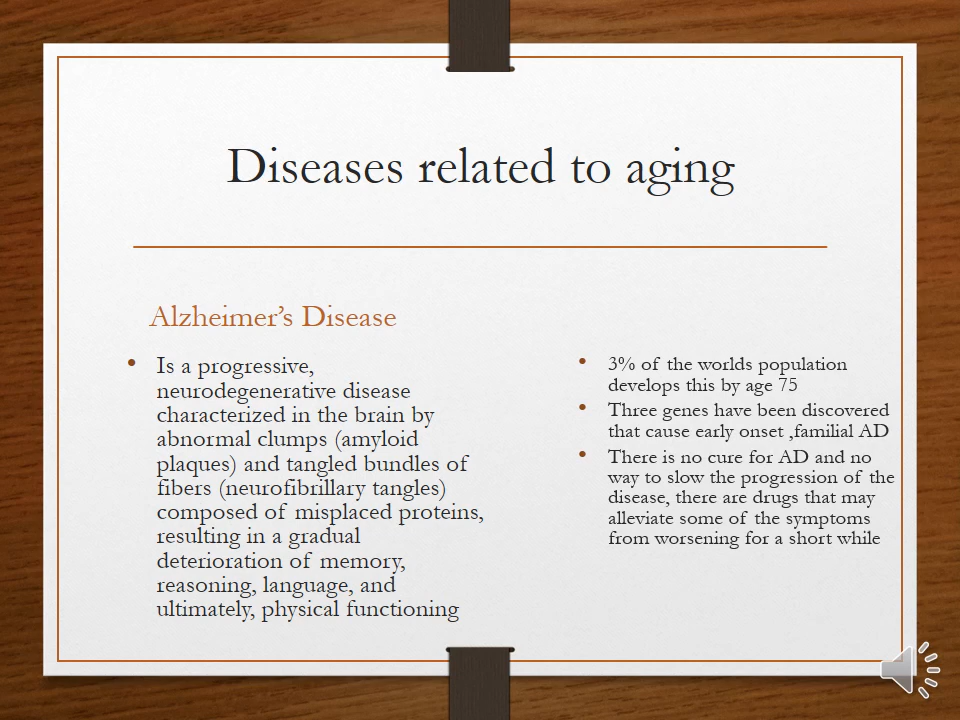 Diseases related to aging
Alzheimer’s Disease
• Is a progressive,
neurodegenerative disease
characterized in the brain by
abnormal clumps (amyloid
plaques) and tangled bundles of
fibers (neurofibrillary tangles)
composed of misplaced proteins,
resulting in a gradual
deterioration of memory,
reasoning, language, and
ultimately, physical functioning
• 3% of the worlds population
develops this by age 75
• Three genes have been discovered
that cause early onset ,familial AD
• There is no cure for AD and no
way to slow the progression of the
disease, there are drugs that may
alleviate some of the symptoms
from worsening for a short while